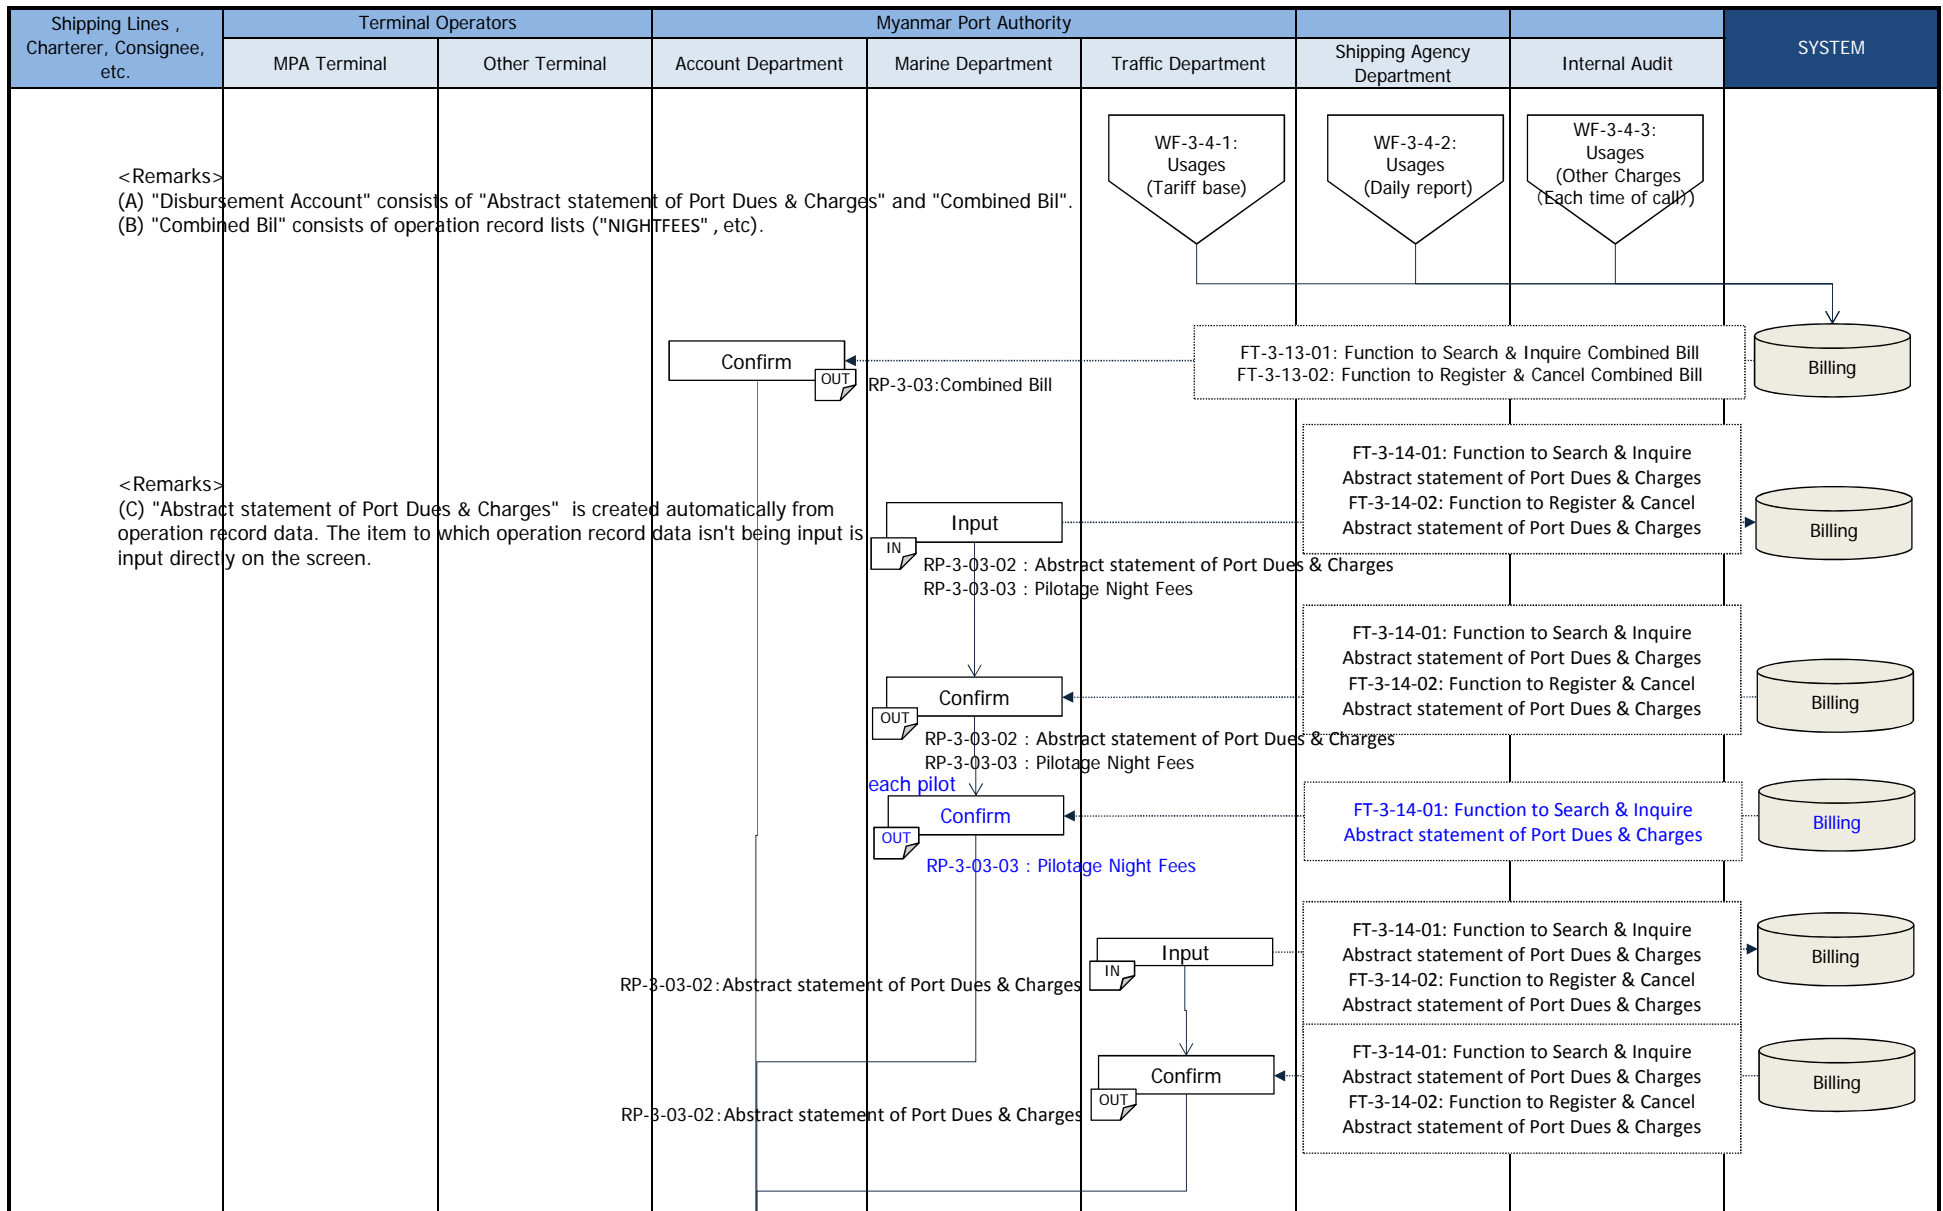 Shipping Lines ,
Charterer, Consignee,
etc.
Terminal Operators
Myanmar Port Authority
SYSTEM
MPA Terminal
Other Terminal
Account Department
Marine Department
Traffic Department
Shipping Agency
Department
Internal Audit
WF-3-4-1:
Usages
(Tariff base)
WF-3-4-2:
Usages
(Daily report)
WF-3-4-3:
Usages
(Other Charges
(Each time of call))
<Remarks>
(A) "Disbursement Account" consists of "Abstract statement of Port Dues & Charges" and "Combined Bil".
(B) "Combined Bil" consists of operation record lists ("NIGHTFEES" , etc).
Confirm
OUT
RP-3-03:Combined Bill
FT-3-13-01: Function to Search & Inquire Combined Bill
FT-3-13-02: Function to Register & Cancel Combined Bill
Billing
<Remarks>
(C) "Abstract statement of Port Dues & Charges"  is created automatically from
operation record data. The item to which operation record data isn't being input is
input directly on the screen.
Input
IN
RP-3-03-02 : Abstract statement of Port Dues & Charges
RP-3-03-03 : Pilotage Night Fees
FT-3-14-01: Function to Search & Inquire
Abstract statement of Port Dues & Charges
FT-3-14-02: Function to Register & Cancel
Abstract statement of Port Dues & Charges
Billing
Confirm
OUT
RP-3-03-02 : Abstract statement of Port Dues & Charges
RP-3-03-03 : Pilotage Night Fees
FT-3-14-01: Function to Search & Inquire
Abstract statement of Port Dues & Charges
FT-3-14-02: Function to Register & Cancel
Abstract statement of Port Dues & Charges
Billing
each pilot
Confirm
OUT
RP-3-03-03 : Pilotage Night Fees
FT-3-14-01: Function to Search & Inquire
Abstract statement of Port Dues & Charges
Billing
Input
IN
RP-3-03-02:Abstract statement of Port Dues & Charges
FT-3-14-01: Function to Search & Inquire
Abstract statement of Port Dues & Charges
FT-3-14-02: Function to Register & Cancel
Abstract statement of Port Dues & Charges
Billing
Confirm
OUT
RP-3-03-02:Abstract statement of Port Dues & Charges
FT-3-14-01: Function to Search & Inquire
Abstract statement of Port Dues & Charges
FT-3-14-02: Function to Register & Cancel
Abstract statement of Port Dues & Charges
Billing